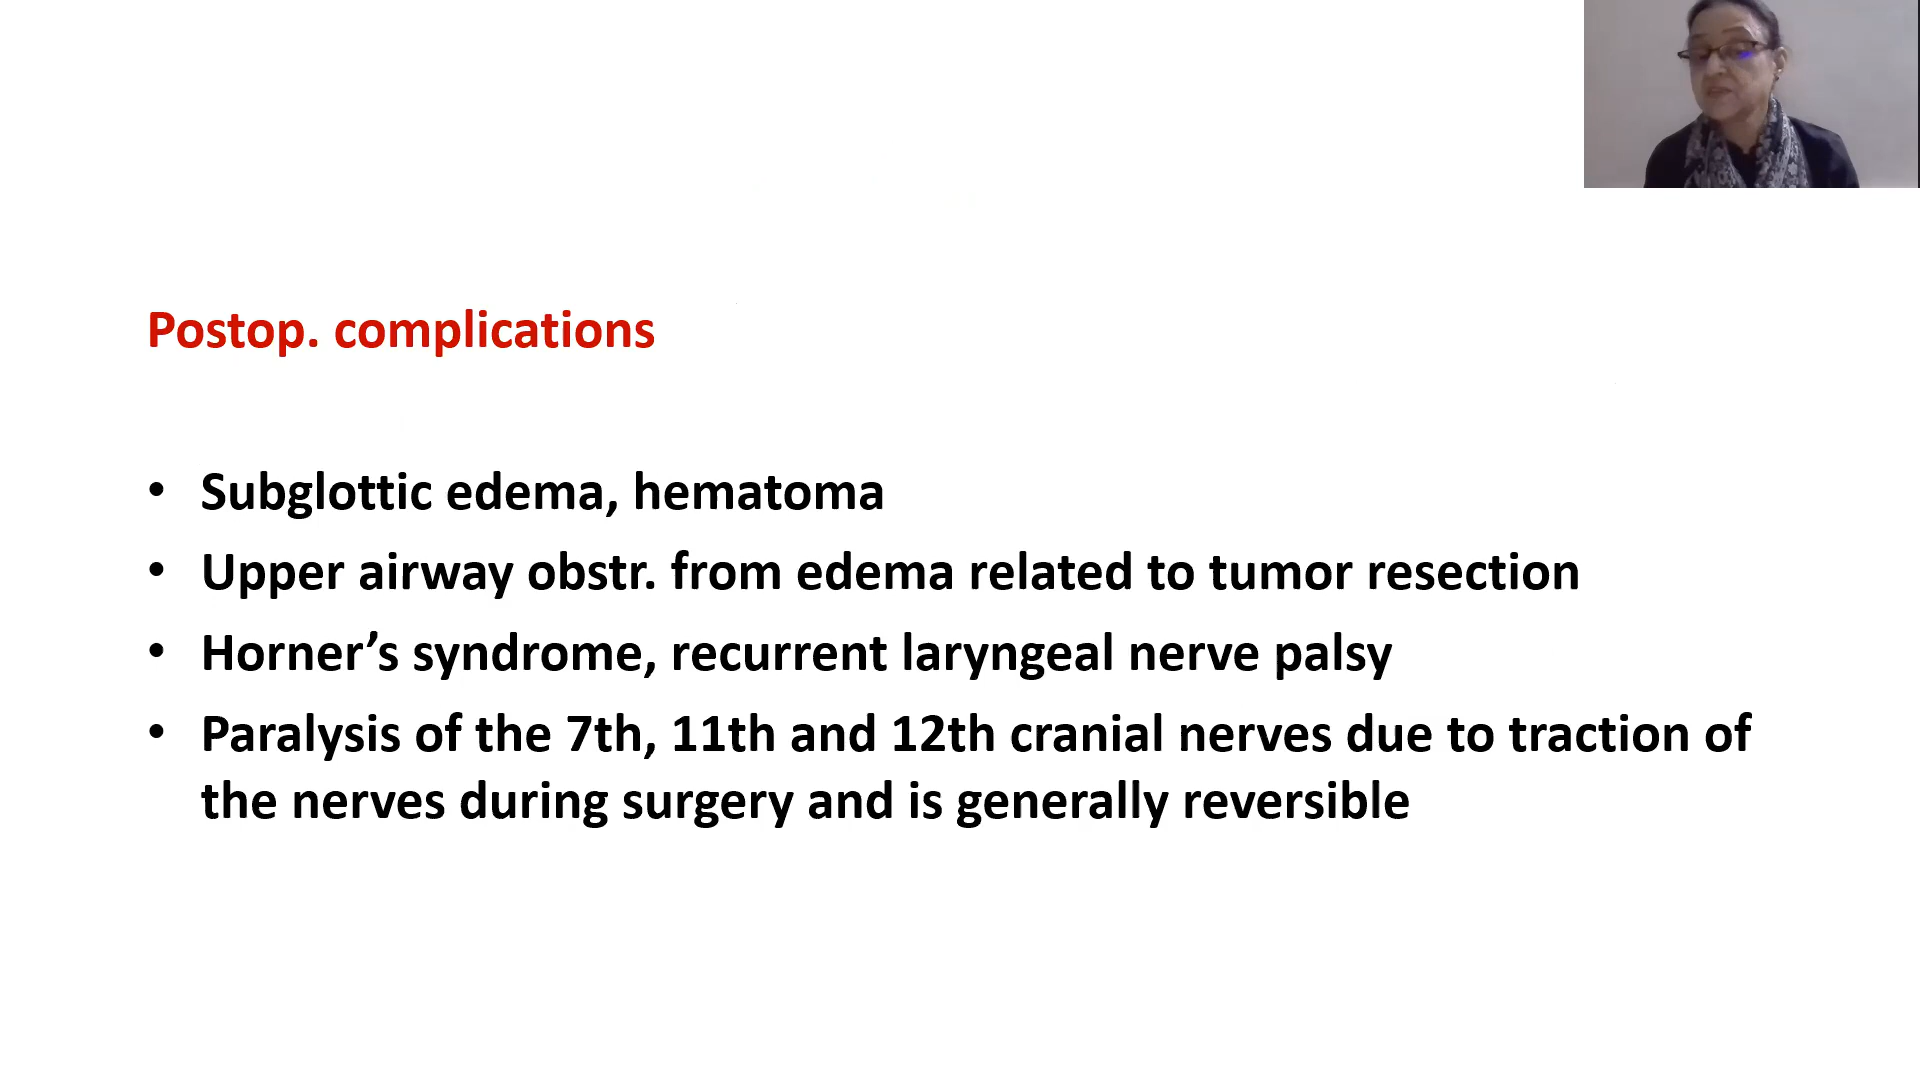 Postop. complications
• Subglottic edema, hematoma
• Upper airway obstr. from edema related to tumor resection
• Horner’s syndrome, recurrent laryngeal nerve palsy
• Paralysis of the 7th, 11th and 12th cranial nerves due to traction of
the nerves during surgery and is generally reversible